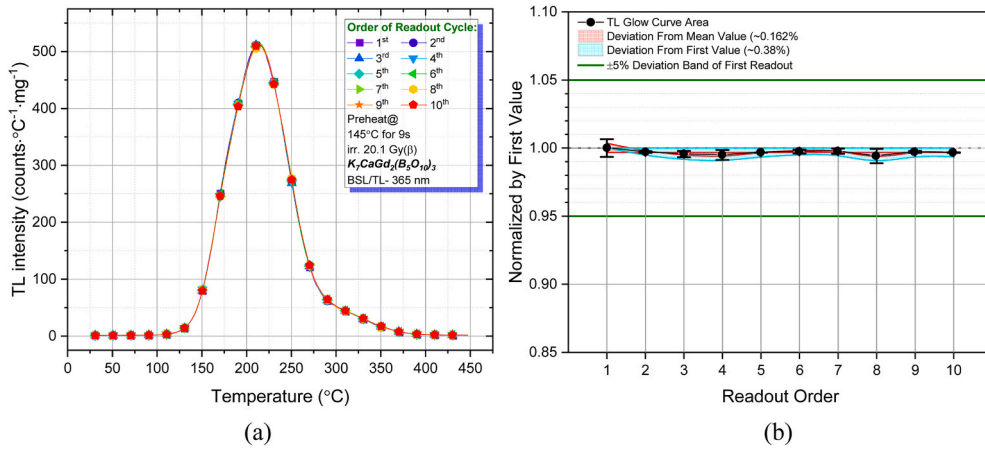 Order of Readout Cycle:
1st 2nd
3rd 4th
5th 6th
7th 8th
9th 10th
Preheat@
145°C for 9s
irr. 20.1 Gy(β)
K7CaGd2(B5O10)3
BSL/TL- 365 nm
TL intensity (counts·°C⁻¹·mg⁻¹)
500
400
300
200
100
0
0 50 100 150 200 250 300 350 400 450
Temperature (°C)
(a)
TL Glow Curve Area
Deviation From Mean Value (~0.162%)
Deviation From First Value (~0.38%)
±5% Deviation Band of First Readout
Normalized by First Value
1.10
1.05
1.00
0.95
0.90
0.85
1 2 3 4 5 6 7 8 9 10
Readout Order
(b)